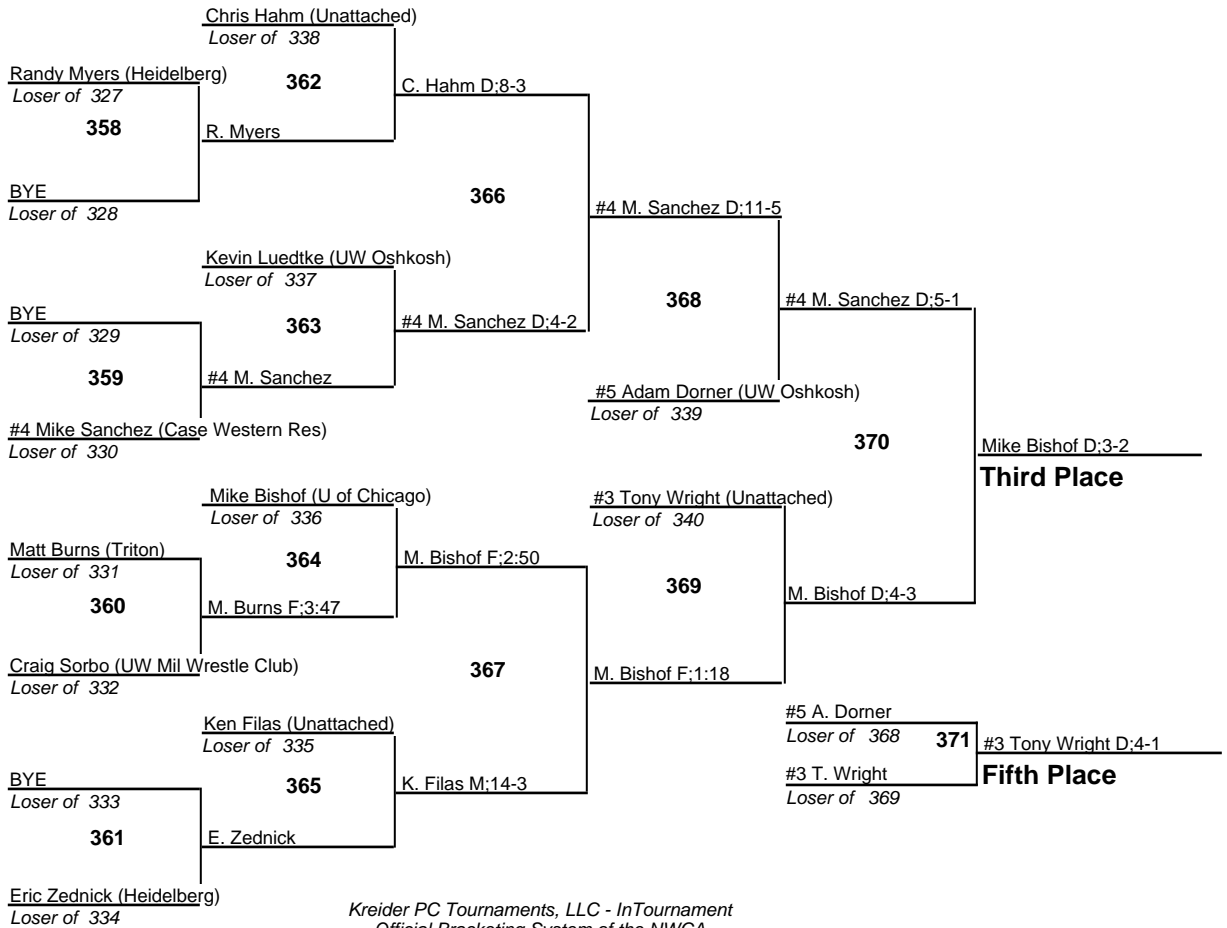 Chris Hahm (Unattached)
Loser of 338
Randy Myers (Heidelberg)
Loser of 327
362
C. Hahm D;8-3
358
R. Myers
BYE
Loser of 328
366
#4 M. Sanchez D;11-5
Kevin Luedtke (UW Oshkosh)
Loser of 337
BYE
Loser of 329
363
#4 M. Sanchez D;4-2
368
#4 M. Sanchez D;5-1
359
#4 M. Sanchez
#5 Adam Dorner (UW Oshkosh)
Loser of 339
#4 Mike Sanchez (Case Western Res)
Loser of 330
370
Mike Bishof D;3-2
Third Place
Mike Bishof (U of Chicago)
Loser of 336
#3 Tony Wright (Unattached)
Loser of 340
Matt Burns (Triton)
Loser of 331
364
M. Bishof F;2:50
369
M. Bishof D;4-3
360
M. Burns F;3:47
Craig Sorbo (UW Mil Wrestle Club)
Loser of 332
367
M. Bishof F;1:18
Ken Filas (Unattached)
Loser of 335
#5 A. Dorner
Loser of 368
371
#3 Tony Wright D;4-1
Fifth Place
BYE
Loser of 333
365
K. Filas M;14-3
#3 T. Wright
Loser of 369
361
E. Zednick
Eric Zednick (Heidelberg)
Loser of 334
Kreider PC Tournaments, LLC - InTournament
Official Bracketing System of the NWCA